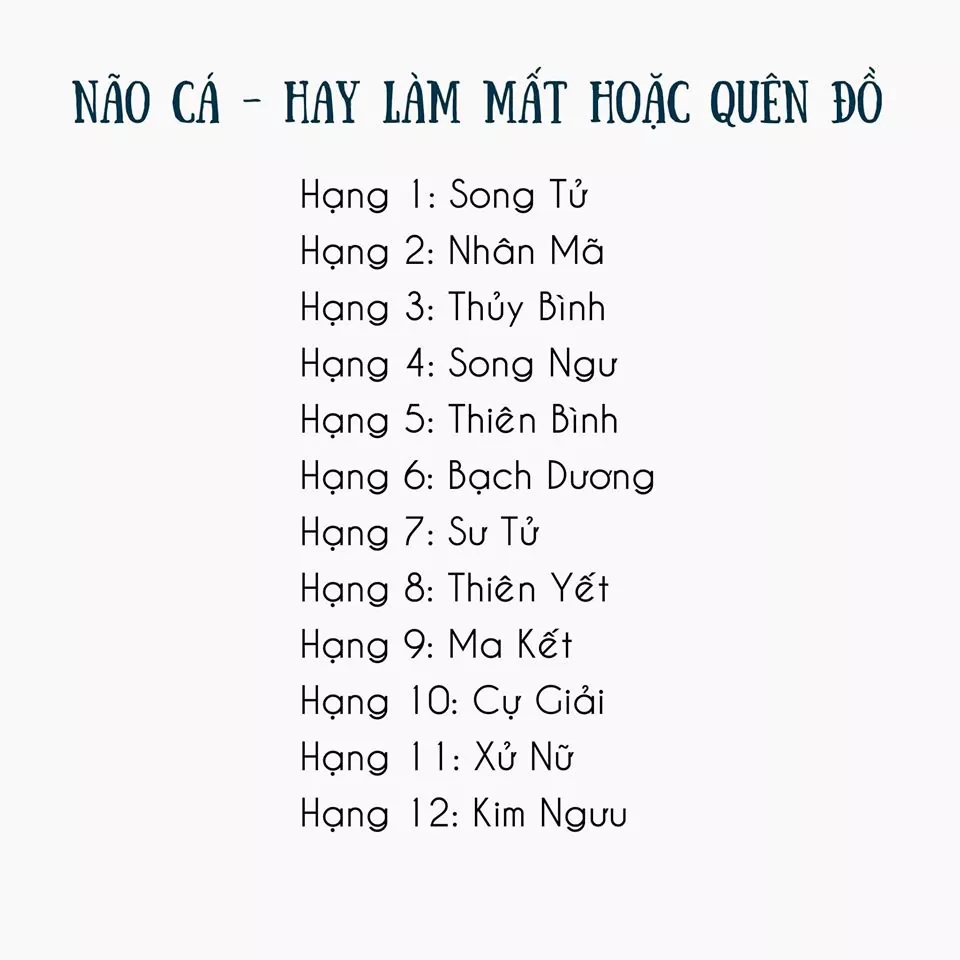 NÃO CÁ - HAY LÀM MẤT HOẶC QUÊN ĐỒ
Hạng 1: Song Tử
Hạng 2: Nhân Mã
Hạng 3: Thủy Bình
Hạng 4: Song Ngư
Hạng 5: Thiên Bình
Hạng 6: Bạch Dương
Hạng 7: Sư Tử
Hạng 8: Thiên Yết
Hạng 9: Ma Kết
Hạng 10: Cự Giải
Hạng 11: Xử Nữ
Hạng 12: Kim Ngưu